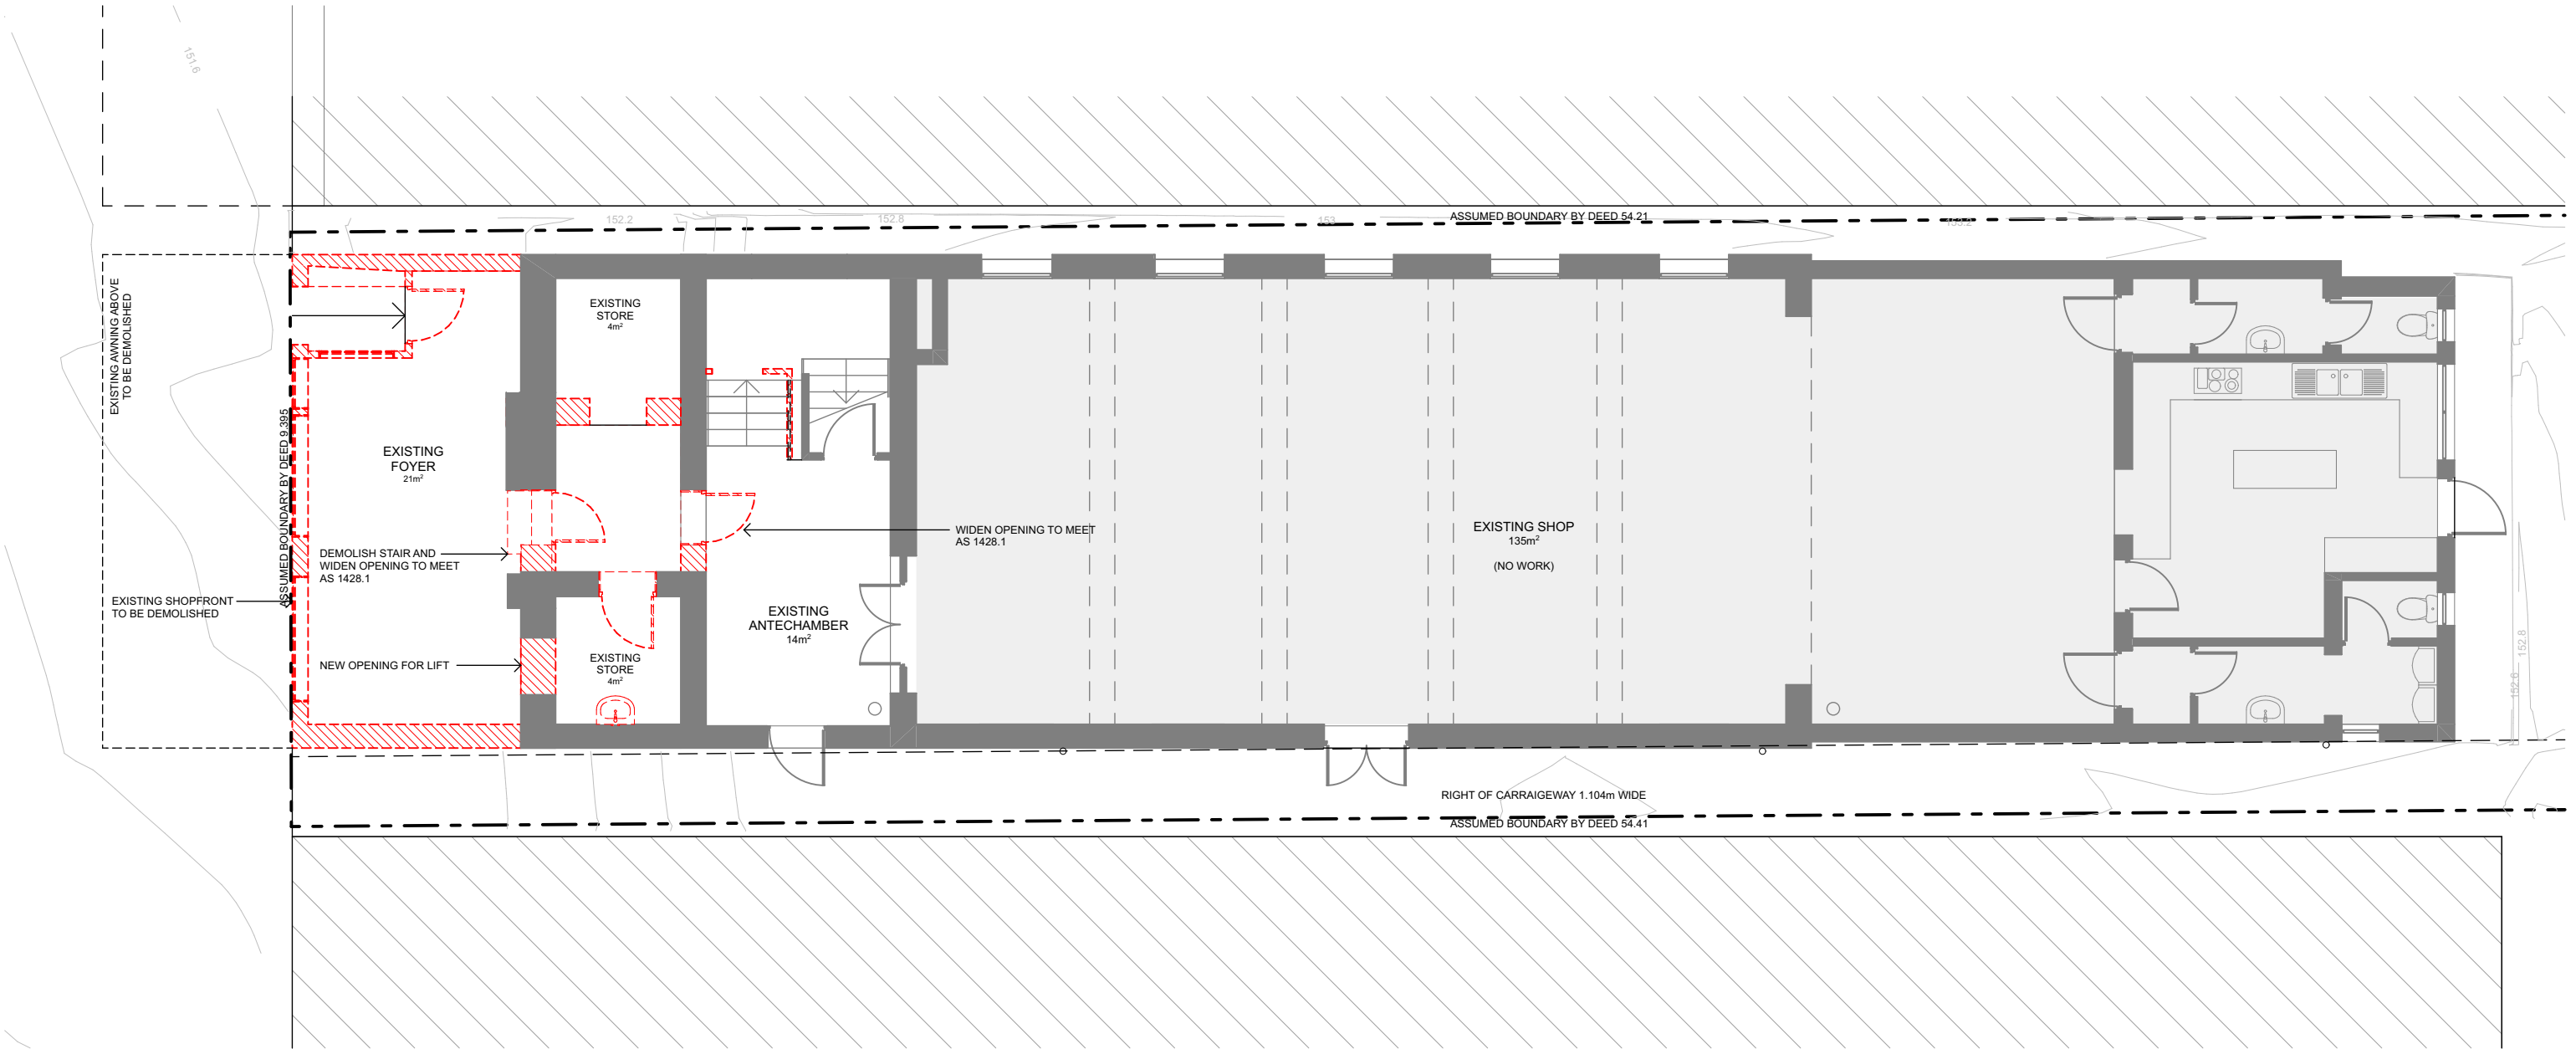 151.6
152.2
152.8
153
ASSUMED BOUNDARY BY DEED 54.21
153.2
EXISTING AWNING ABOVE
TO BE DEMOLISHED
EXISTING
STORE
4m²
ASSUMED BOUNDARY BY DEED 9.395
EXISTING
FOYER
21m²
DEMOLISH STAIR AND
WIDEN OPENING TO MEET
AS 1428.1
WIDEN OPENING TO MEET
AS 1428.1
EXISTING SHOP
135m²
(NO WORK)
EXISTING SHOPFRONT
TO BE DEMOLISHED
EXISTING
ANTECHAMBER
14m²
NEW OPENING FOR LIFT
EXISTING
STORE
4m²
152.8
152.6
RIGHT OF CARRAIGEWAY 1.104m WIDE
ASSUMED BOUNDARY BY DEED 54.41